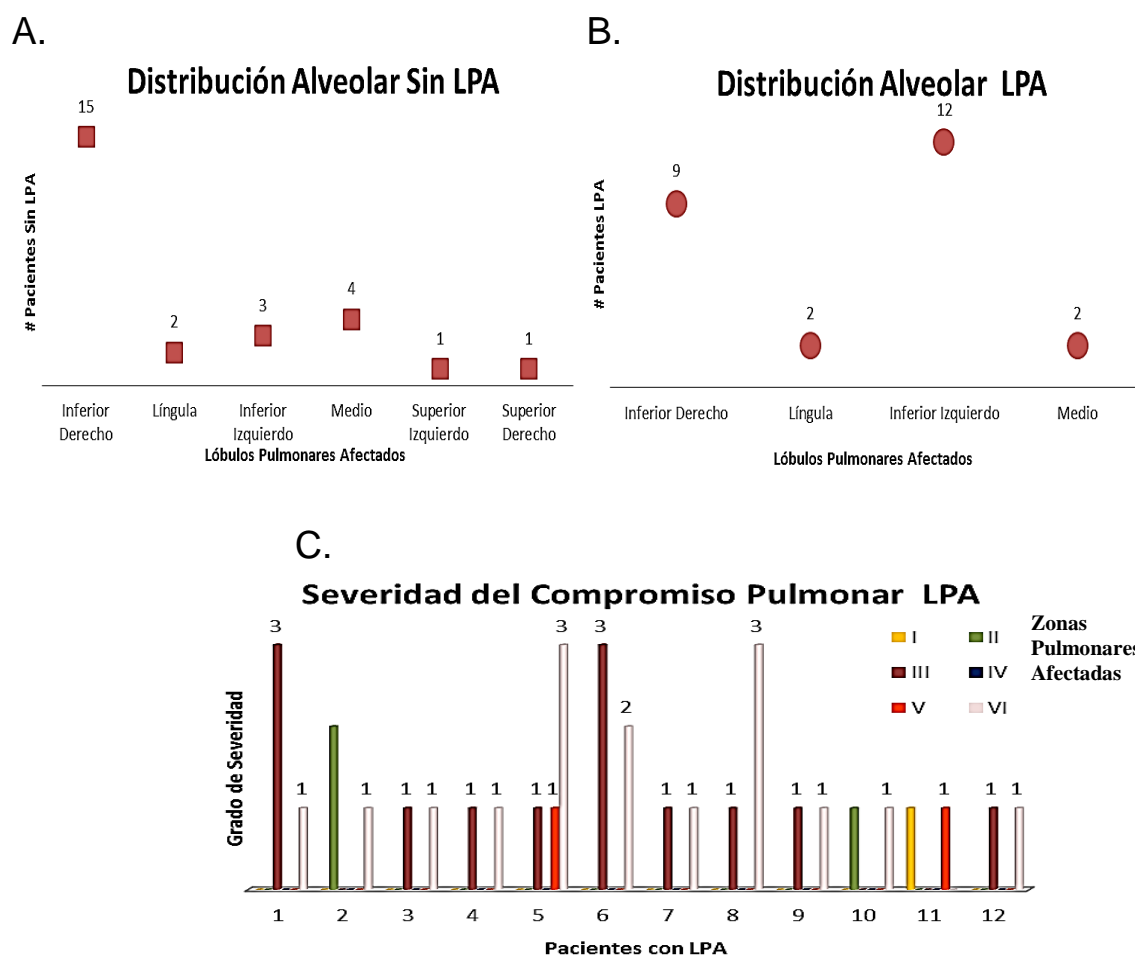 A.
Distribución Alveolar Sin LPA
15
2
3
4
1
1
# Pacientes Sin LPA
Inferior Derecho
Língula
Inferior Izquierdo
Medio
Superior Izquierdo
Superior Derecho
Lóbulos Pulmonares Afectados
B.
Distribución Alveolar LPA
9
2
12
2
# Pacientes LPA
Inferior Derecho
Língula
Inferior Izquierdo
Medio
Lóbulos Pulmonares Afectados
C.
Severidad del Compromiso Pulmonar LPA
Zonas
Pulmonares
Afectadas
I
II
III
IV
V
VI
Grado de Severidad
3 1 1 1 1 1 1 1 1 1 3 3 2 1 1 1 3 1 1 1 1 1 1
1 2 3 4 5 6 7 8 9 10 11 12
Pacientes con LPA